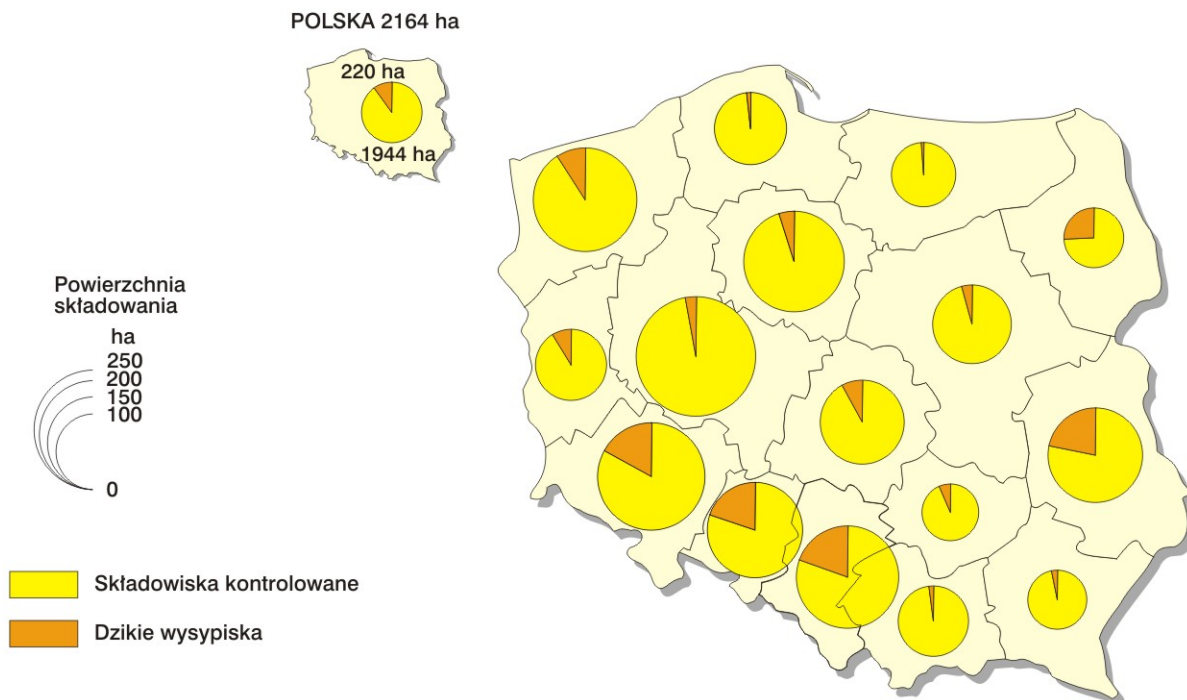 POLSKA 2164 ha
220 ha
1944 ha
Powierzchnia
składowania
ha
250
200
150
100
0
Składowiska kontrolowane
Dzikie wysypiska